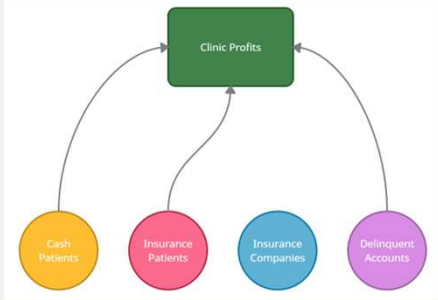 Clinic Profits
Cash
Patients
Insurance
Patients
Insurance
Companies
Delinquent
Accounts